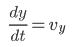 dy/dt = v_y